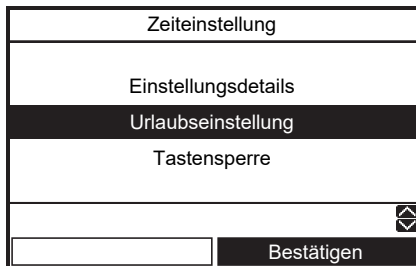 Zeiteinstellung
Einstellungsdetails
Urlaubseinstellung
Tastensperre
Bestätigen